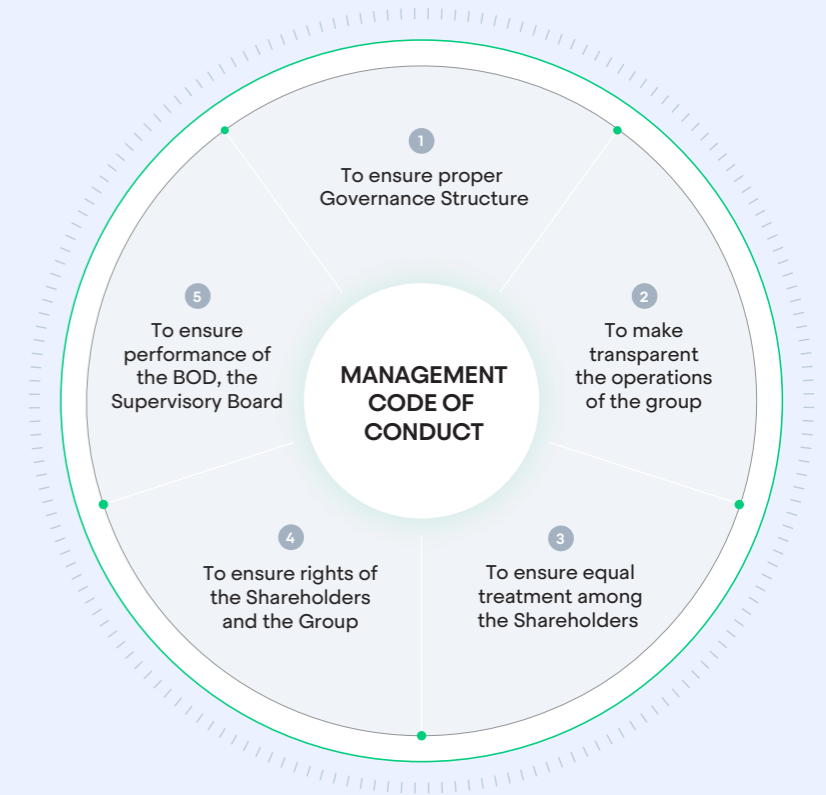 1
To ensure proper
Governance Structure
2
To make
transparent
the operations
of the group
3
To ensure equal
treatment among
the Shareholders
4
To ensure rights of
the Shareholders
and the Group
5
To ensure
performance of
the BOD, the
Supervisory Board
MANAGEMENT
CODE OF
CONDUCT